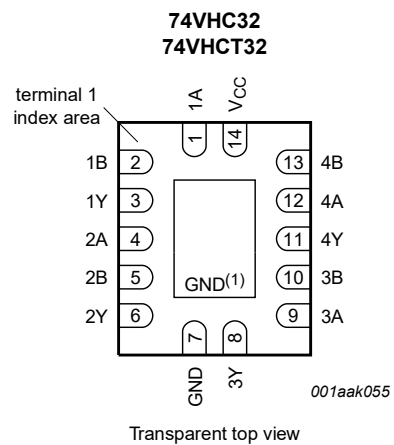 74VHC32
74VHCT32
terminal 1
index area
1A
VCC
1
14
1B 2 13 4B
1Y 3 12 4A
2A 4 11 4Y
2B 5 10 3B
GND(1)
2Y 6 9 3A
7 8
GND 3Y
001aak055
Transparent top view